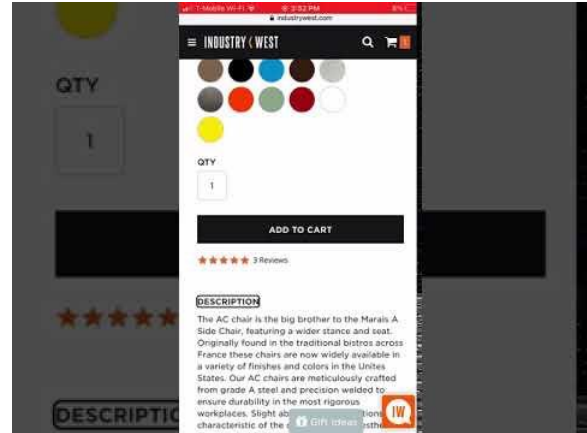 T-Mobile Wi-Fi 3:52 PM
industrywest.com
INDUSTRY WEST
QTY
1
ADD TO CART
3 Reviews
DESCRIPTION
The AC chair is the big brother to the Marais A
Side Chair, featuring a wider stance and seat.
Originally found in the traditional bistros across
France these chairs are now widely available in
a variety of finishes and colors in the Unites
States. Our AC chairs are meticulously crafted
from grade A steel and precision welded to
ensure durability in the most rigorous
workplaces. Slight
characteristic of the
Gift Ideas
IW
QTY
1
DESCRIPTIO